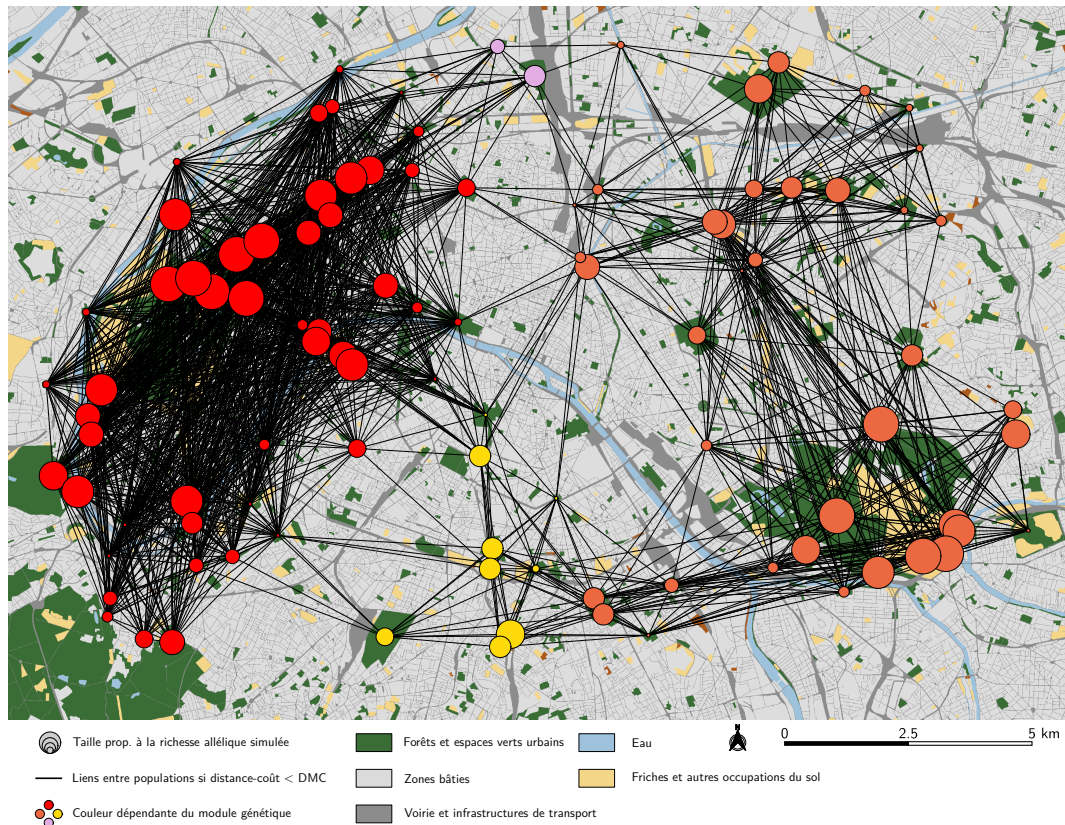 Taille prop. à la richesse allélique simulée
Liens entre populations si distance-coût < DMC
Couleur dépendante du module génétique
Forêts et espaces verts urbains
Zones bâties
Voirie et infrastructures de transport
Eau
Friches et autres occupations du sol
N
0 2.5 5 km